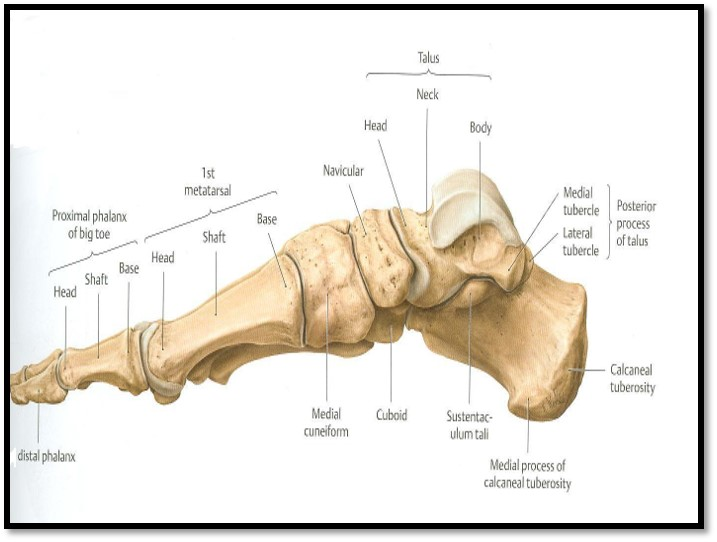 Talus
Neck
Head
Body
1st
metatarsal
Navicular
Medial
tubercle
Lateral
tubercle
Posterior
process
of talus
Proximal phalanx
of big toe
Base
Shaft
Head
Base
Shaft
Head
Calcaneal
tuberosity
Medial
cuneiform
Cuboid
Sustentac-
ulum tali
distal phalanx
Medial process of
calcaneal tuberosity